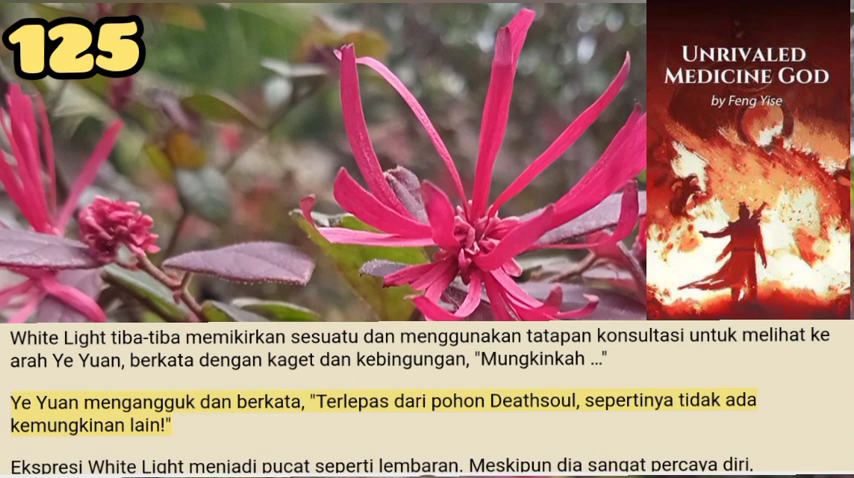 125
UNRIVALED
MEDICINE GOD
by Feng Yise
White Light tiba-tiba memikirkan sesuatu dan menggunakan tatapan konsultasi untuk melihat ke
arah Ye Yuan, berkata dengan kaget dan kebingungan, "Mungkinkah ..."
Ye Yuan mengangguk dan berkata, "Terlepas dari pohon Deathsoul, sepertinya tidak ada
kemungkinan lain!"
Ekspresi White Light menjadi pucat seperti lembaran. Meskipun dia sangat percaya diri,